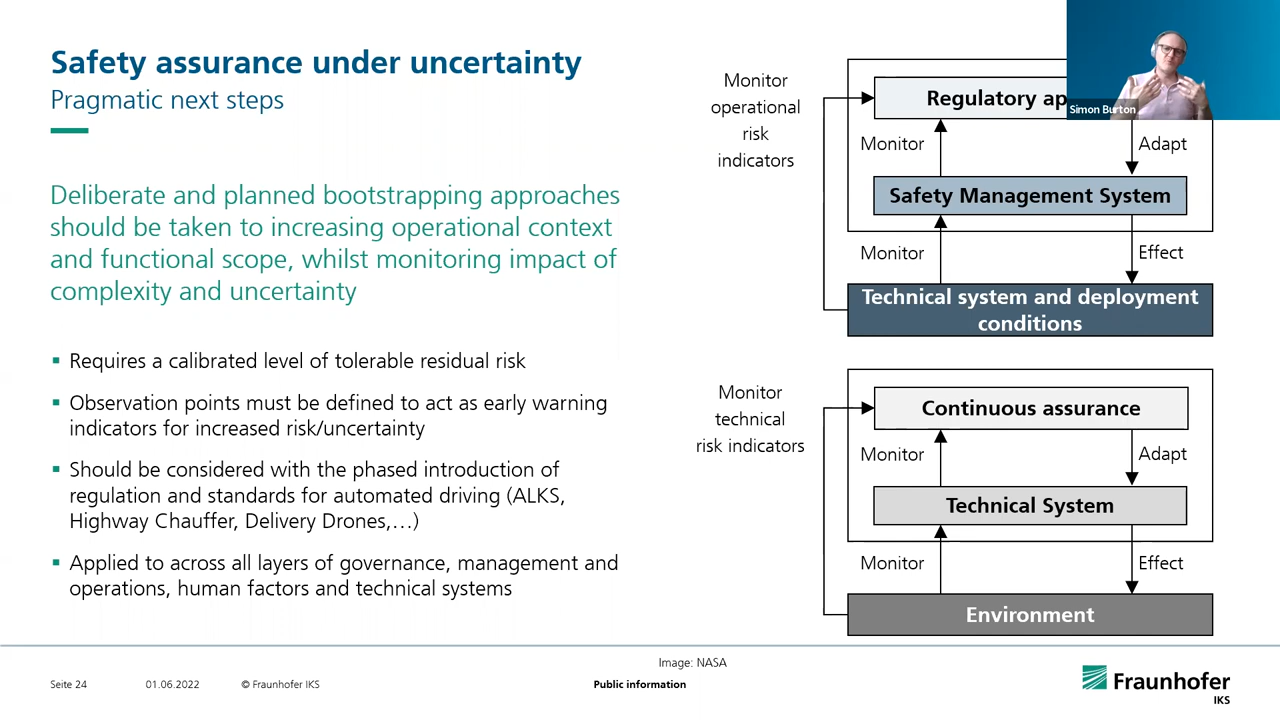 Safety assurance under uncertainty
Pragmatic next steps
Deliberate and planned bootstrapping approaches
should be taken to increasing operational context
and functional scope, whilst monitoring impact of
complexity and uncertainty
▪ Requires a calibrated level of tolerable residual risk
▪ Observation points must be defined to act as early warning
indicators for increased risk/uncertainty
▪ Should be considered with the phased introduction of
regulation and standards for automated driving (ALKS,
Highway Chauffer, Delivery Drones,…)
▪ Applied to across all layers of governance, management and
operations, human factors and technical systems
Monitor
operational
risk
indicators
Regulatory ap
Simon Burton
Monitor
Adapt
Safety Management System
Monitor
Effect
Technical system and deployment
conditions
Monitor
technical
risk indicators
Continuous assurance
Monitor
Adapt
Technical System
Monitor
Effect
Environment
Image: NASA
Seite 24
01.06.2022
© Fraunhofer IKS
Public information
Fraunhofer
IKS